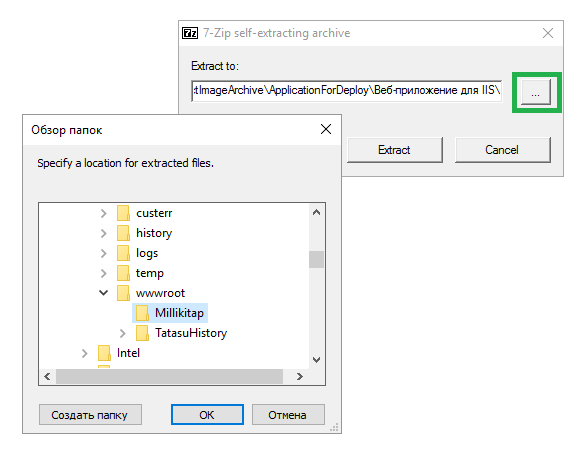 7z 7-Zip self-extracting archive
Extract to:
tImageArchive\ApplicationForDeploy\Веб-приложение для IIS\
...
Extract
Cancel
Обзор папок
Specify a location for extracted files.
custerr
history
logs
temp
wwwroot
Millikitap
TatasuHistory
Intel
Создать папку
OK
Отмена